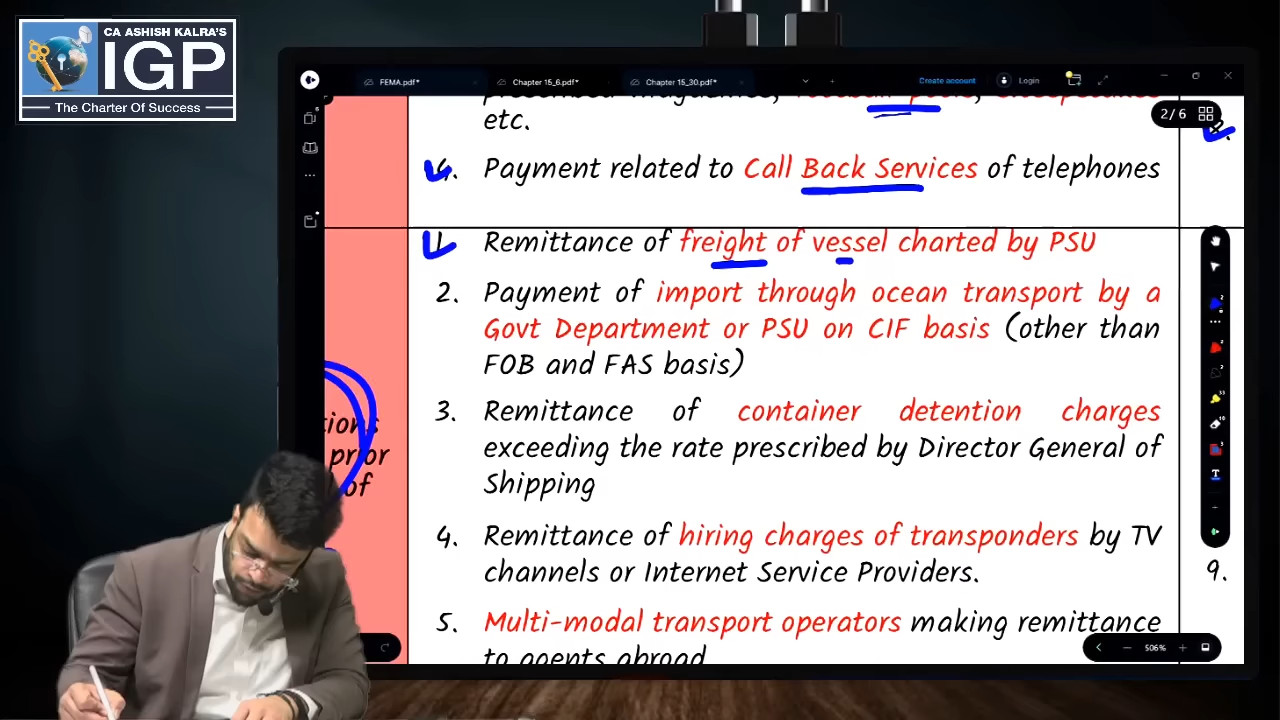 CA ASHISH KALRA'S
IGP
The Charter Of Success
FEMA.pdf*
Chapter 15_6.pdf*
Chapter 15_30.pdf*
Create account
Login
2/6
etc.
4. Payment related to Call Back Services of telephones
1. Remittance of freight of vessel charted by PSU
2. Payment of import through ocean transport by a
Govt Department or PSU on CIF basis (other than
FOB and FAS basis)
3. Remittance of container detention charges
exceeding the rate prescribed by Director General of
Shipping
4. Remittance of hiring charges of transponders by TV
channels or Internet Service Providers.
5. Multi-modal transport operators making remittance
to agents abroad
tions
prior
of
9.
506%